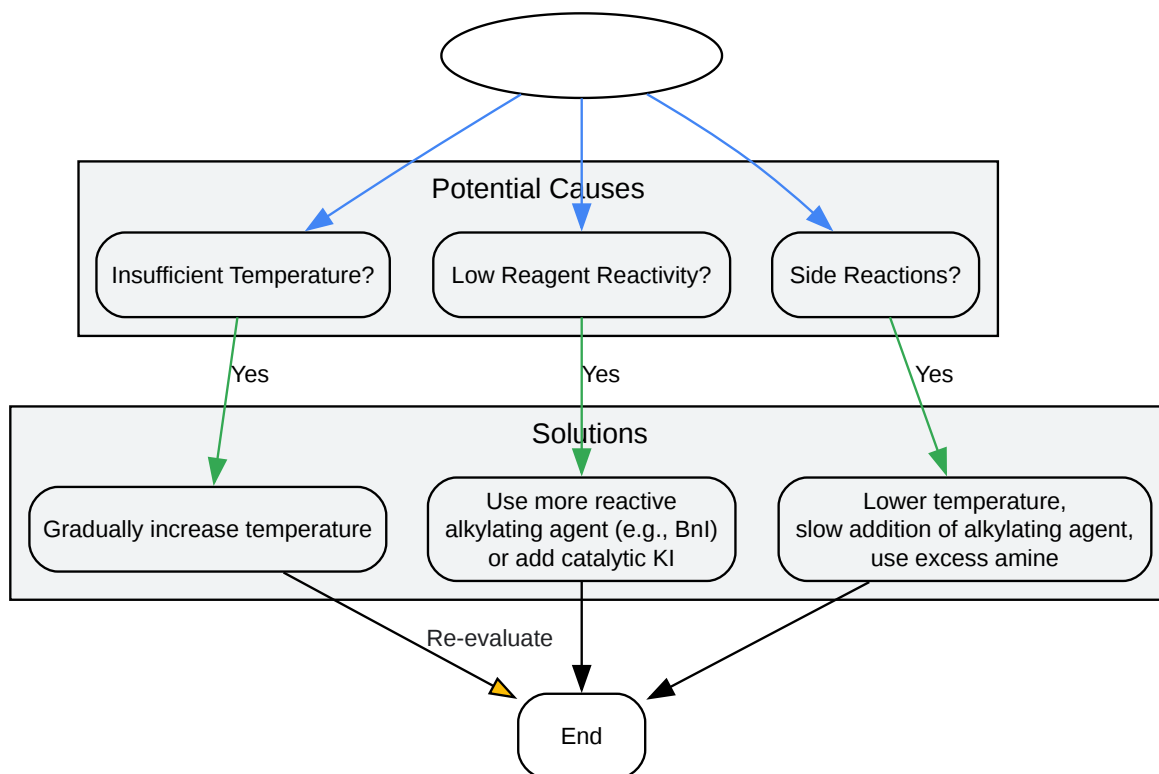 Potential Causes
Insufficient Temperature?
Low Reagent Reactivity?
Side Reactions?
Yes
Yes
Yes
Solutions
Gradually increase temperature
Use more reactive
alkylating agent (e.g., BnI)
or add catalytic KI
Lower temperature,
slow addition of alkylating agent,
use excess amine
Re-evaluate
End